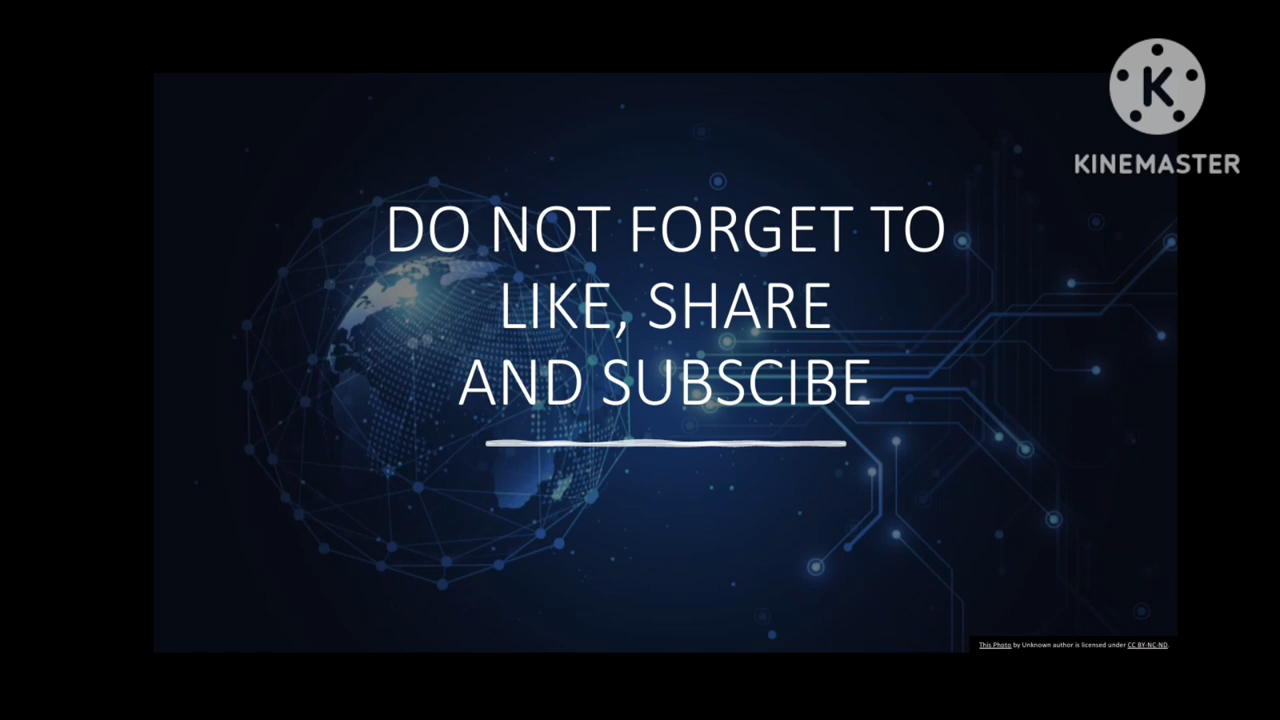 KINEMASTER
DO NOT FORGET TO
LIKE, SHARE
AND SUBSCIBE
This Photo by Unknown author is licensed under CC BY-NC-ND.